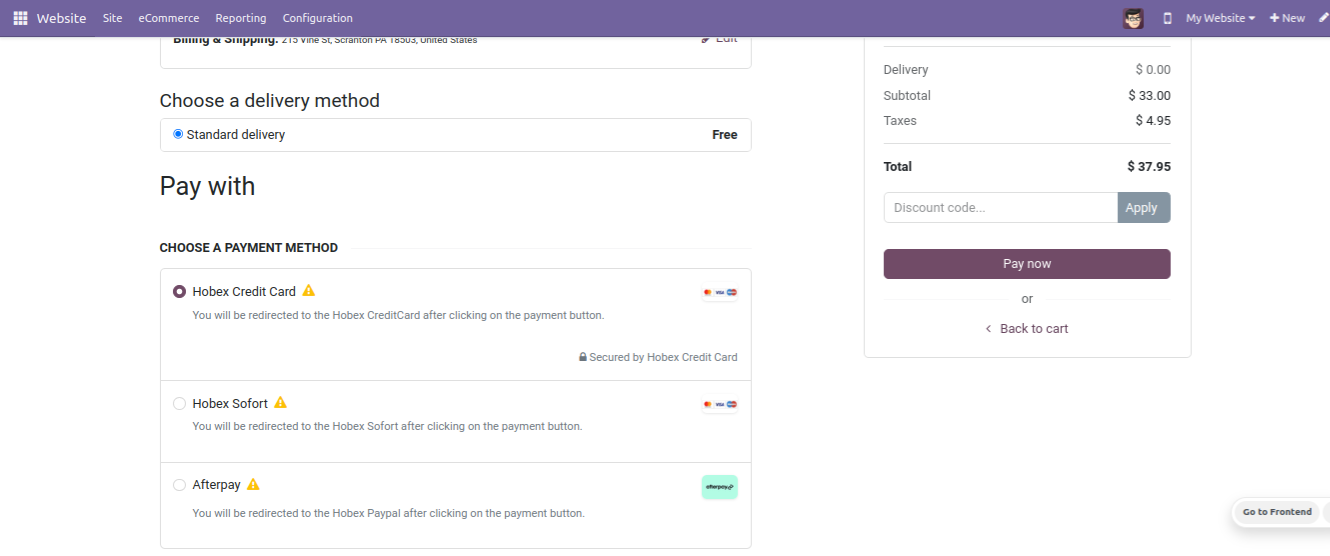 Website Site eCommerce Reporting Configuration My Website New
Billing & Shipping: 215 Vine St, Scranton PA 18503, United States Edit
Choose a delivery method
Standard delivery Free
Pay with
CHOOSE A PAYMENT METHOD
Hobex Credit Card
VISA
You will be redirected to the Hobex CreditCard after clicking on the payment button.
Secured by Hobex Credit Card
Hobex Sofort
VISA
You will be redirected to the Hobex Sofort after clicking on the payment button.
Afterpay
afterpay
You will be redirected to the Hobex Paypal after clicking on the payment button.
Delivery $ 0.00
Subtotal $ 33.00
Taxes $ 4.95
Total $ 37.95
Discount code... Apply
Pay now
or
Back to cart
Go to Frontend